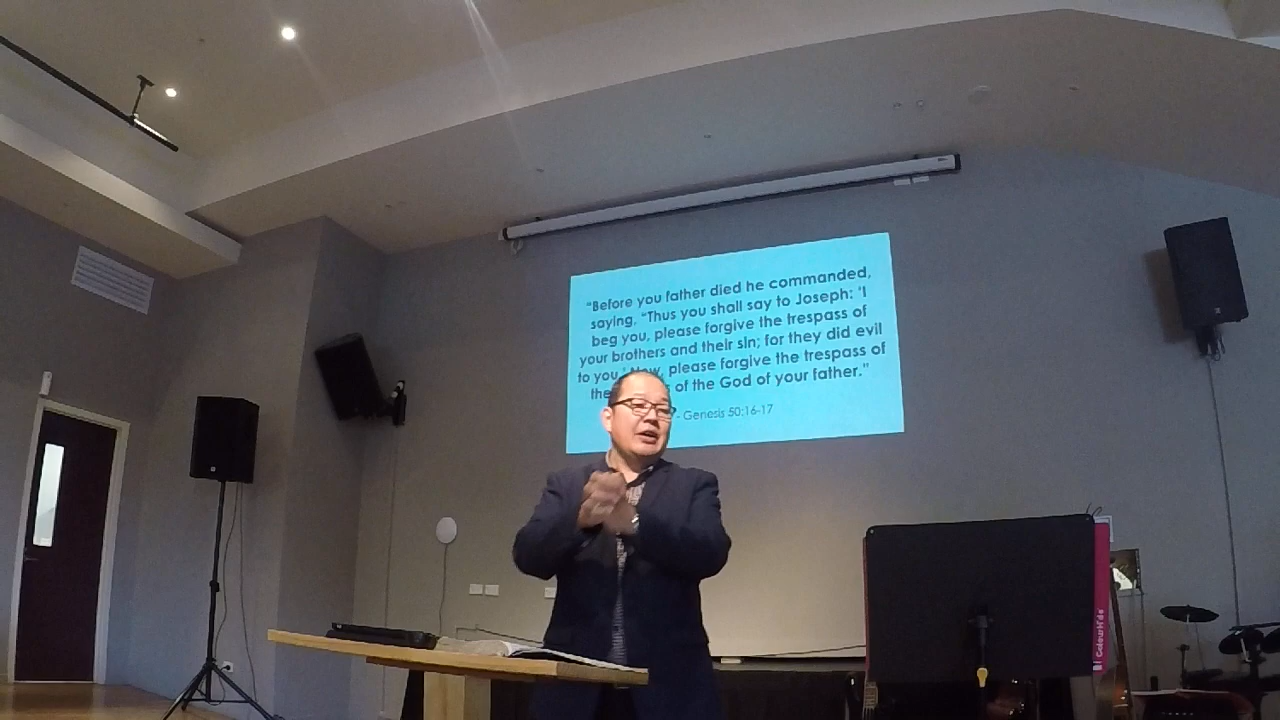 "Before you father died he commanded,
saying, "Thus you shall say to Joseph: 'I
beg you, please forgive the trespass of
your brothers and their sin; for they did evil
to you.' Now, please forgive the trespass of
the of the God of your father."
- Genesis 50:16-17